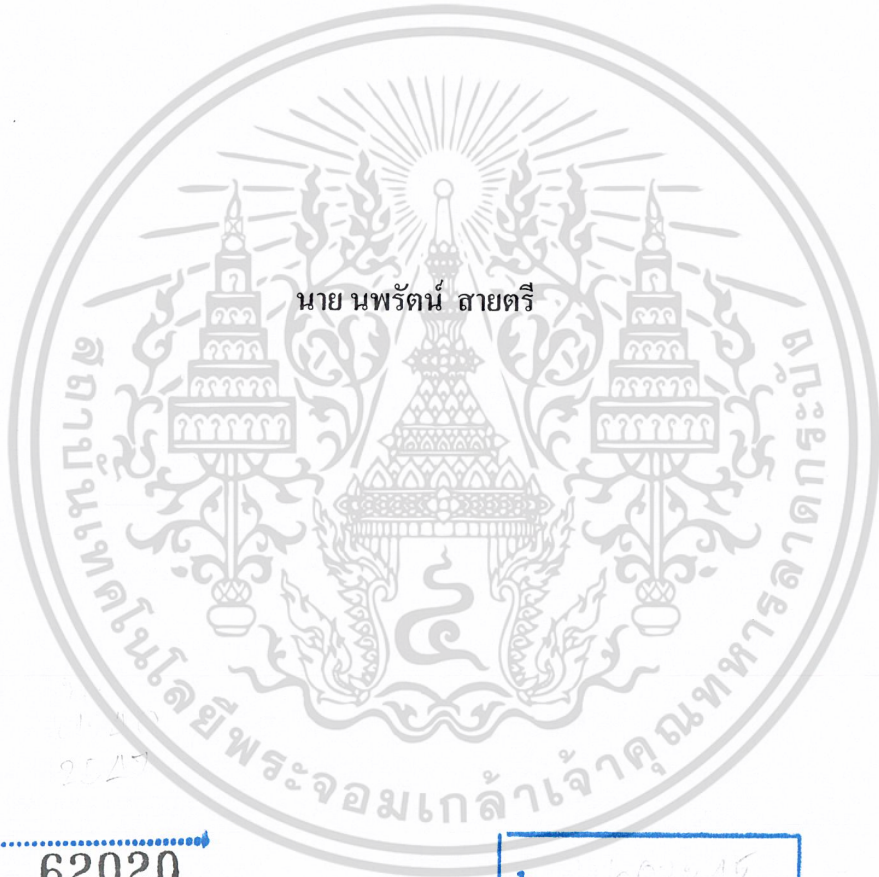 นาย นพรัตน์ สายตรี
สถาบันเทคโนโลยีพระจอมเกล้าเจ้าคุณทหารลาดกระบัง
62020